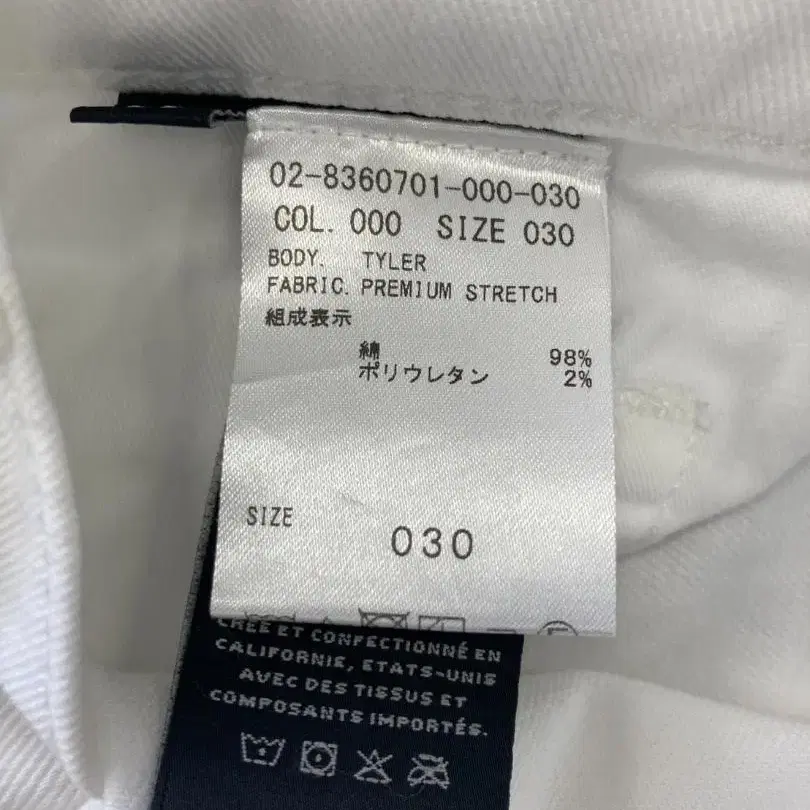 02-8360701-000-030
COL. 000 SIZE 030
BODY. TYLER
FABRIC. PREMIUM STRETCH
組成表示
綿 98%
ポリウレタン 2%
SIZE 030
CRÉÉ ET CONFECTIONNÉ EN
CALIFORNIE, ETATS-UNIS
AVEC DES TISSUS ET
COMPOSANTS IMPORTÉS.